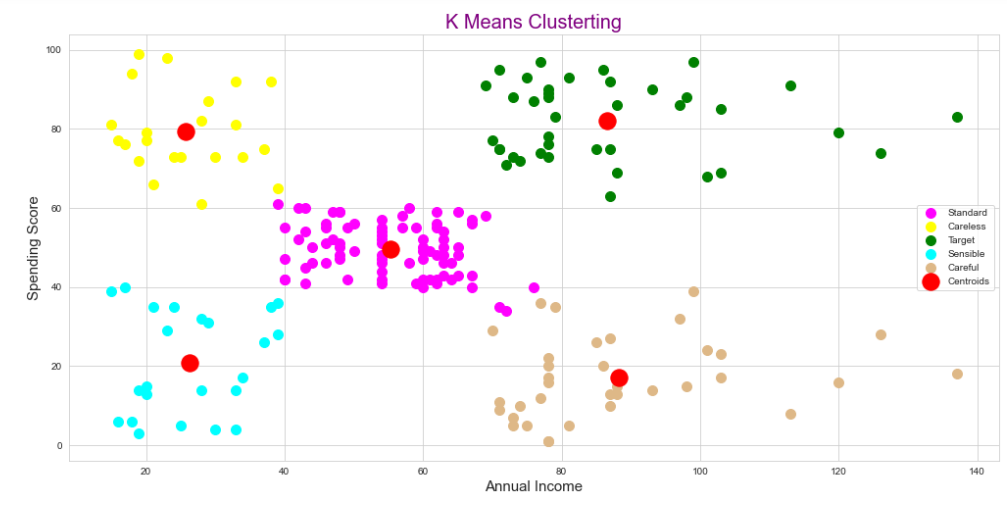 K Means Clusterting
100
80
60
40
20
0
Spending Score
Standard
Careless
Target
Sensible
Careful
Centroids
20 40 60 80 100 120 140
Annual Income